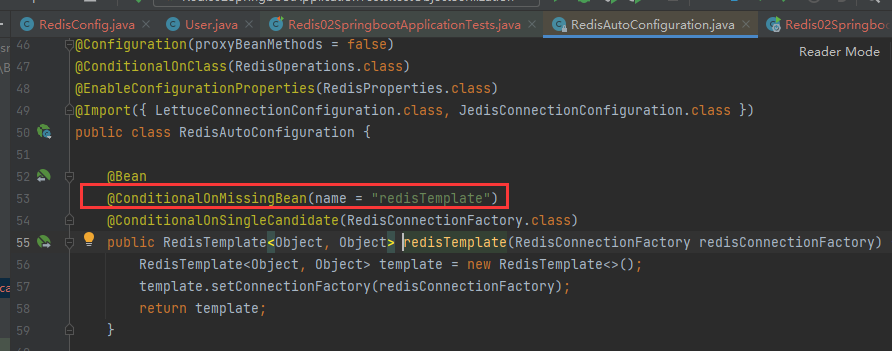 RedisConfig.java User.java Redis02SpringbootApplicationTests.java RedisAutoConfiguration.java Redis02Springboo
Reader Mode
46
47 @Configuration(proxyBeanMethods = false)
48 @ConditionalOnClass(RedisOperations.class)
48 @EnableConfigurationProperties(RedisProperties.class)
49 @Import({ LettuceConnectionConfiguration.class, JedisConnectionConfiguration.class })
50 public class RedisAutoConfiguration {
51
52 @Bean
53 @ConditionalOnMissingBean(name = "redisTemplate")
54 @ConditionalOnSingleCandidate(RedisConnectionFactory.class)
55 public RedisTemplate<Object, Object> redisTemplate(RedisConnectionFactory redisConnectionFactory)
56 RedisTemplate<Object, Object> template = new RedisTemplate<>();
57 template.setConnectionFactory(redisConnectionFactory);
58 return template;
59 }